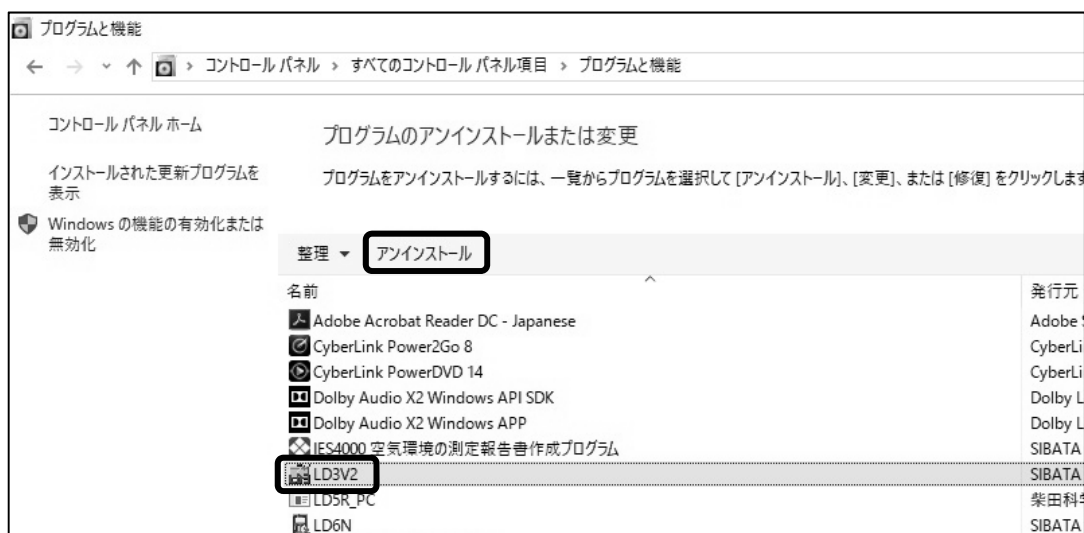 プログラムと機能
コントロール パネル › すべてのコントロール パネル項目 › プログラムと機能
コントロール パネル ホーム
インストールされた更新プログラムを
表示
Windows の機能の有効化または
無効化
プログラムのアンインストールまたは変更
プログラムをアンインストールするには、一覧からプログラムを選択して [アンインストール]、[変更]、または [修復] をクリックします
整理 アンインストール
名前 発行元
Adobe Acrobat Reader DC - Japanese Adobe S
CyberLink Power2Go 8 CyberLi
CyberLink PowerDVD 14 CyberLi
Dolby Audio X2 Windows API SDK Dolby L
Dolby Audio X2 Windows APP Dolby L
IES4000 空気環境の測定報告書作成プログラム SIBATA
LD3V2 SIBATA
LD5R_PC 柴田科学
LD6N SIBATA